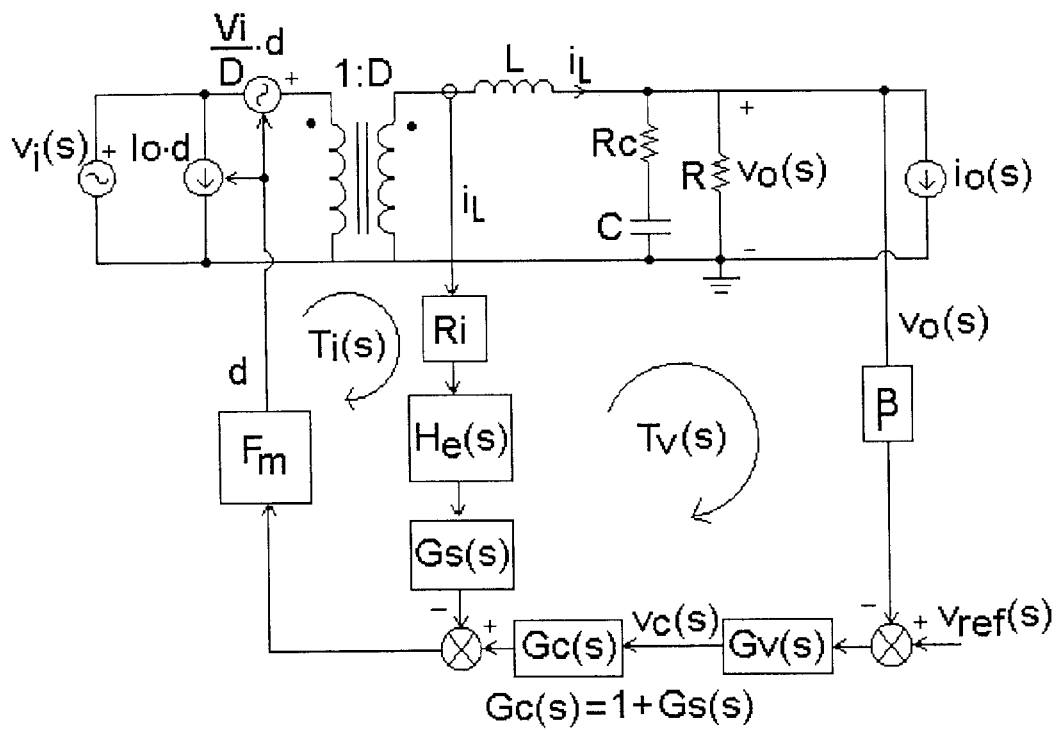 Vi
D
·d
1:D
L
iL
+
vi(s)
+
Io·d
Rc
R
+
vo(s)
−
io(s)
C
iL
Ti(s)
Ri
vo(s)
d
β
Fm
He(s)
Tv(s)
Gs(s)
−
+
Gc(s)
vc(s)
Gv(s)
−
+
vref(s)
Gc(s)=1+Gs(s)